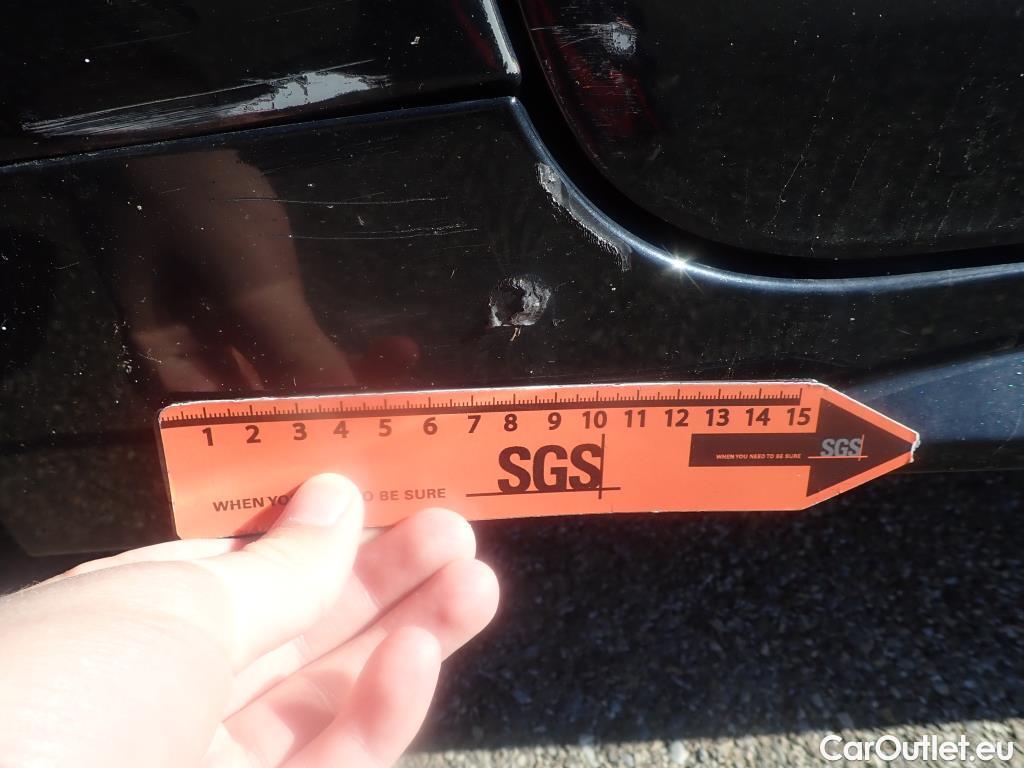 1 2 3 4 5 6 7 8 9 10 11 12 13 14 15
SGS
WHEN YOU NEED TO BE SURE SGS
WHEN YO TO BE SURE
CarOutlet.eu